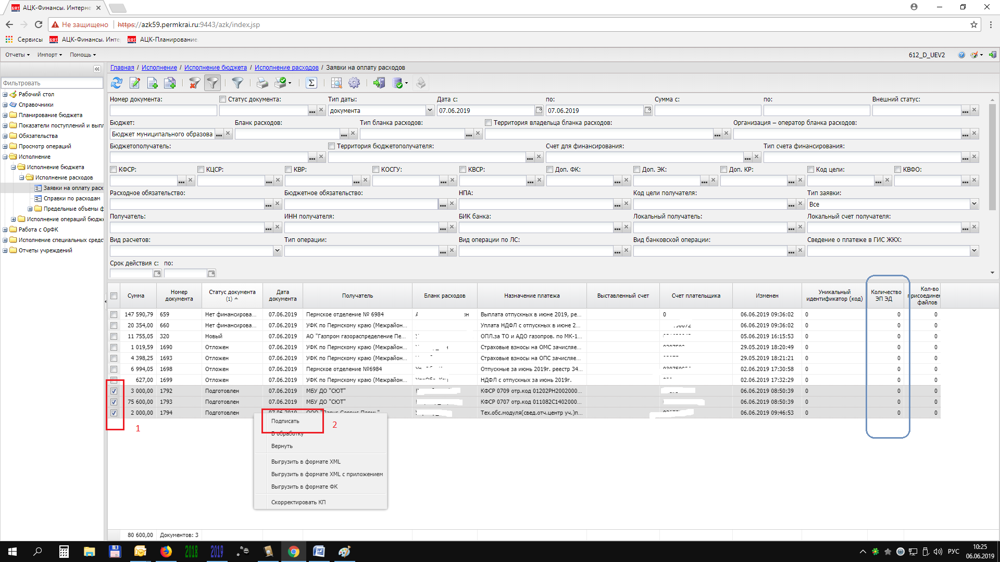 АЦК-Финансы. Интерне
Не защищено https://azk59.permkrai.ru:9443/azk/index.jsp
Сервисы АЦК-Финансы. Инте АЦК-Планирование.
Отчеты Импорт Помощь 612_D_UEV2
Главная / Исполнение / Исполнение бюджета / Исполнение расходов / Заявки на оплату расходов
Фильтровать
Рабочий стол
Справочники
Планирование бюджета
Показатели поступлений и выпл
Обязательства
Просмотр операций
Исполнение
Исполнение бюджета
Исполнение расходов
Заявки на оплату расх
Справки по расходам
Предельные объемы ф
Исполнение операций бюдже
Работа с ОрФК
Исполнение специальных средс
Отчеты учреждений
Номер документа: Статус документа: Тип даты: Дата с: по: Сумма с: по: Внешний статус:
документа 07.06.2019 07.06.2019
Бюджет: Бланк расходов: Тип бланка расходов: Территория владельца бланка расходов: Организация – оператор бланка расходов:
Бюджет муниципального образова
Бюджетополучатель: Территория бюджетополучателя: Счет для финансирования: Тип счета финансирования:
КФСР: КЦСР: КВР: КОСГУ: КВСР: Доп. ФК: Доп. ЭК: Доп. КР: Код цели: КВФО:
Расходное обязательство: Бюджетное обязательство: НПА: Код цели получателя: Тип заявки:
Все
Получатель: ИНН получателя: БИК банка: Локальный получатель: Локальный счет получателя:
Вид расчетов: Тип операции: Вид операции по ЛС: Вид банковской операции: Сведение о платеже в ГИС ЖКХ:
Срок действия с: по:
Сумма Номер документа Статус документа (1) Дата документа Получатель Бланк расходов Назначение платежа Выставленный счет Счет плательщика Изменен Уникальный идентификатор (код) Количество ЭП ЭД Кол-во присоединен файлов
147 590,79 659 Нет финансирова... 07.06.2019 Пермское отделение № 6984 Выплата отпускных в июне 2019, ре... 0 06.06.2019 09:36:02 0 0 0
20 354,00 660 Нет финансирова... 07.06.2019 УФК по Пермскому краю (Межрайон... Уплата НДФЛ с отпускных в июне 2... 06.06.2019 09:36:02 0 0 0
11 755,05 320 Новый 07.06.2019 АО "Газпром газораспределение Пе... ОПЛ.за ТО и АДО газопров. по МК-1... 05.06.2019 16:15:53 0 0 0
1 019,59 1690 Отложен 07.06.2019 УФК по Пермскому краю (Межрайон... Страховые взносы на ОМС зачисляе... 29.05.2019 18:20:49 0 0 0
4 398,25 1693 Отложен 07.06.2019 УФК по Пермскому краю (Межрайон... Страховые взносы на ОПС зачисляе... 29.05.2019 18:21:21 0 0 0
6 994,05 1698 Отложен 07.06.2019 Пермское отделение №6984 Отпускные за июнь 2019г. реестр 34... 02.06.2019 17:30:58 0 0 0
627,00 1699 Отложен 07.06.2019 УФК по Пермскому краю (Межрайон... НДФЛ с отпускных за июнь 2019г. 02.06.2019 17:32:29 0 0 0
3 000,00 1792 Подготовлен 07.06.2019 МБУ ДО "СЮТ" КФСР 0709 отр.код 01202РН2002000... 06.06.2019 08:50:39 0 0 0
75 600,00 1793 Подготовлен 07.06.2019 МБУ ДО "СЮТ" КФСР 0707 отр.код 011082С1402000... 06.06.2019 08:50:39 0 0 0
2 000,00 1794 Подготовлен 07.06.2019 ООО "Парус-Сервис Пермь" Тех.обс.модуля(свед.отч.центр уч.)п... 06.06.2019 09:46:53 0 0 0
1
2
Подписать
В обработку
Вернуть
Выгрузить в формате XML
Выгрузить в формате XML с приложением
Выгрузить в формате ФК
Скорректировать КП
80 600,00 Документов: 3
2018 2019 РУС 10:25
06.06.2019